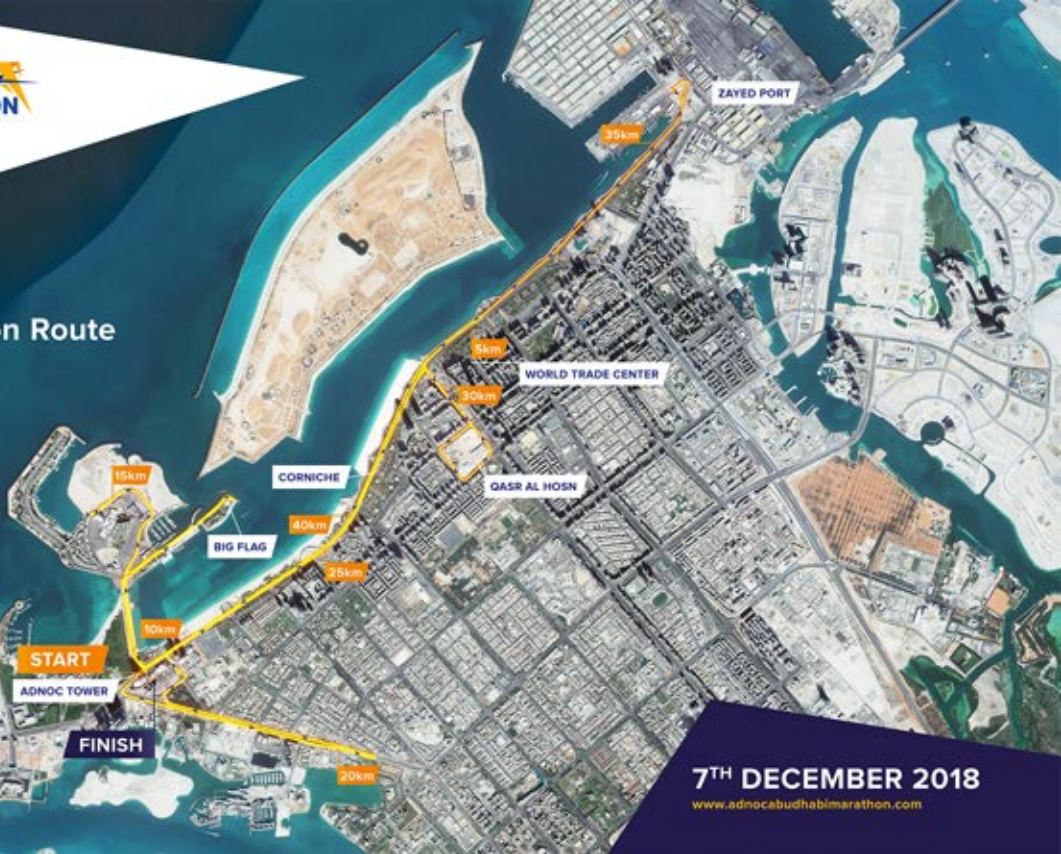 ON
on Route
ZAYED PORT
35km
5km
WORLD TRADE CENTER
30km
CORNICHE
QASR AL HOSN
15km
40km
BIG FLAG
25km
10km
START
ADNOC TOWER
FINISH
20km
7TH DECEMBER 2018
www.adnocabudhabimarathon.com